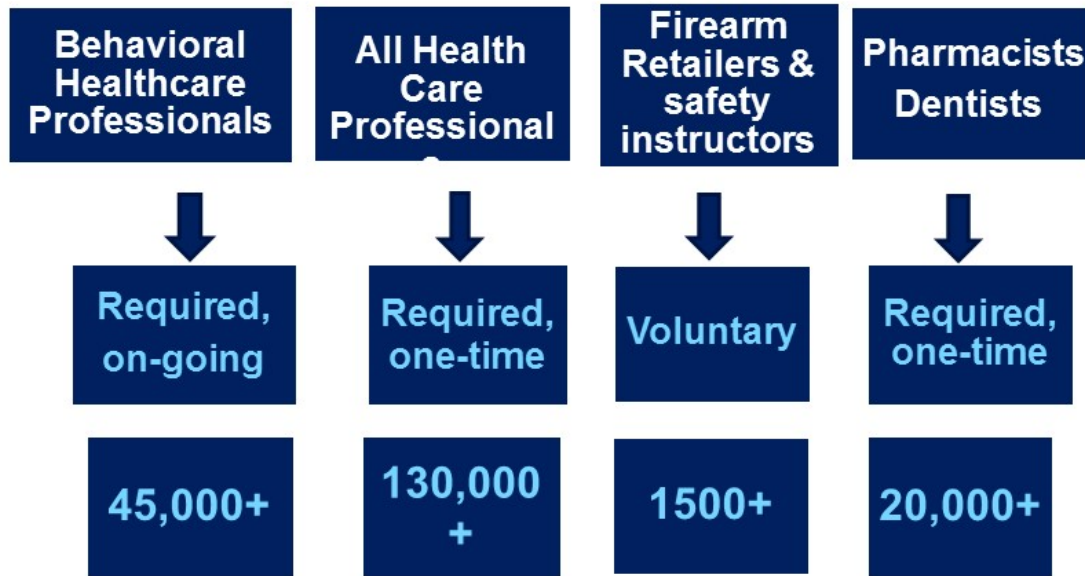 Behavioral
Healthcare
Professionals
All Health
Care
Professional
Firearm
Retailers &
safety
instructors
Pharmacists
Dentists
Required,
on-going
Required,
one-time
Voluntary
Required,
one-time
45,000+
130,000
+
1500+
20,000+